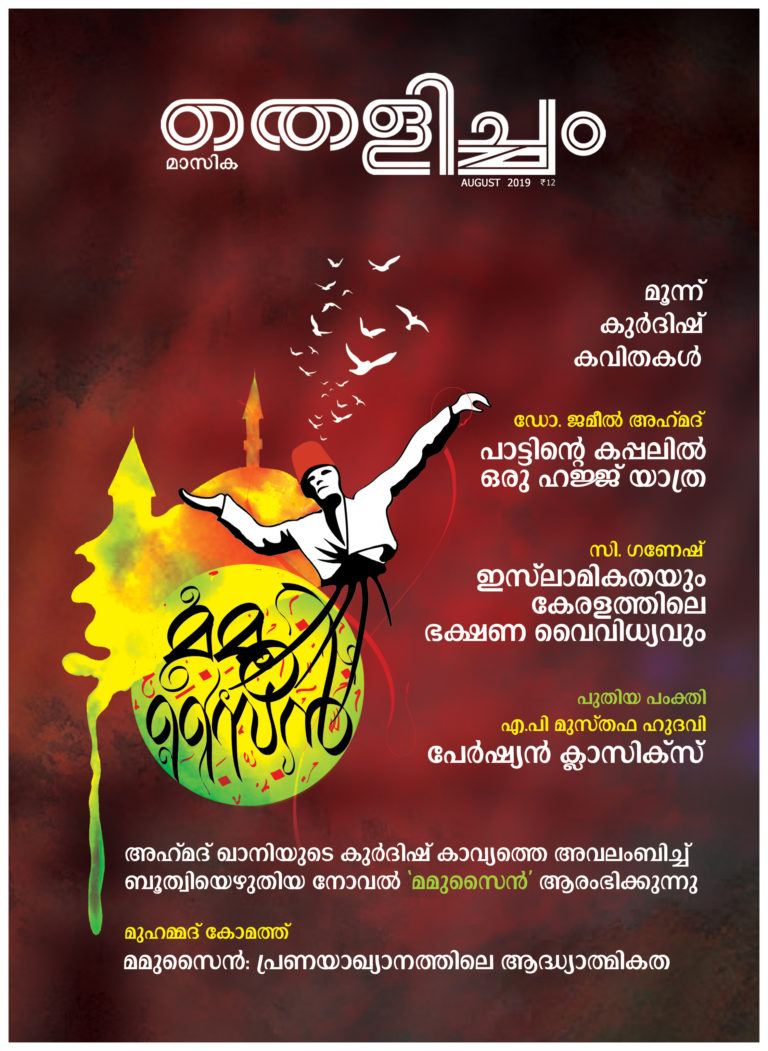 തെളിച്ചം
മാസിക
AUGUST 2019 ₹12
മൂന്ന്
കുർദിഷ്
കവിതകൾ
ഡോ. ജമീൽ അഹ്‌മദ്
പാട്ടിന്റെ കപ്പലിൽ
ഒരു ഹജ്ജ് യാത്ര
സി. ഗണേഷ്
ഇസ്‌ലാമികതയും
കേരളത്തിലെ
ഭക്ഷണ വൈവിധ്യവും
മമൂ
സൈൻ
പുതിയ പംക്തി
എ.പി മുസ്തഫ ഹുദവി
പേർഷ്യൻ ക്ലാസിക്സ്
അഹ്‌മദ് ഖാനിയുടെ കുർദിഷ് കാവ്യത്തെ അവലംബിച്ച്
ബൂത്വിയെഴുതിയ നോവൽ ‘മമുസൈൻ’ ആരംഭിക്കുന്നു
മുഹമ്മദ് കോമത്ത്
മമുസൈൻ: പ്രണയാഖ്യാനത്തിലെ ആദ്ധ്യാത്മികത